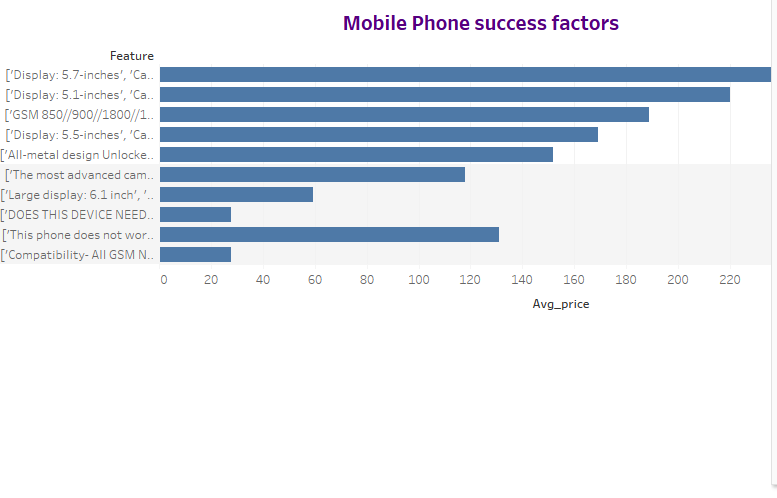 Mobile Phone success factors
Feature
['Display: 5.7-inches', 'Ca..
['Display: 5.1-inches', 'Ca..
['GSM 850//900//1800//1..
['Display: 5.5-inches', 'Ca..
['All-metal design Unlocke..
['The most advanced cam..
['Large display: 6.1 inch', '..
['DOES THIS DEVICE NEED..
['This phone does not wor..
['Compatibility- All GSM N..
0 20 40 60 80 100 120 140 160 180 200 220
Avg_price